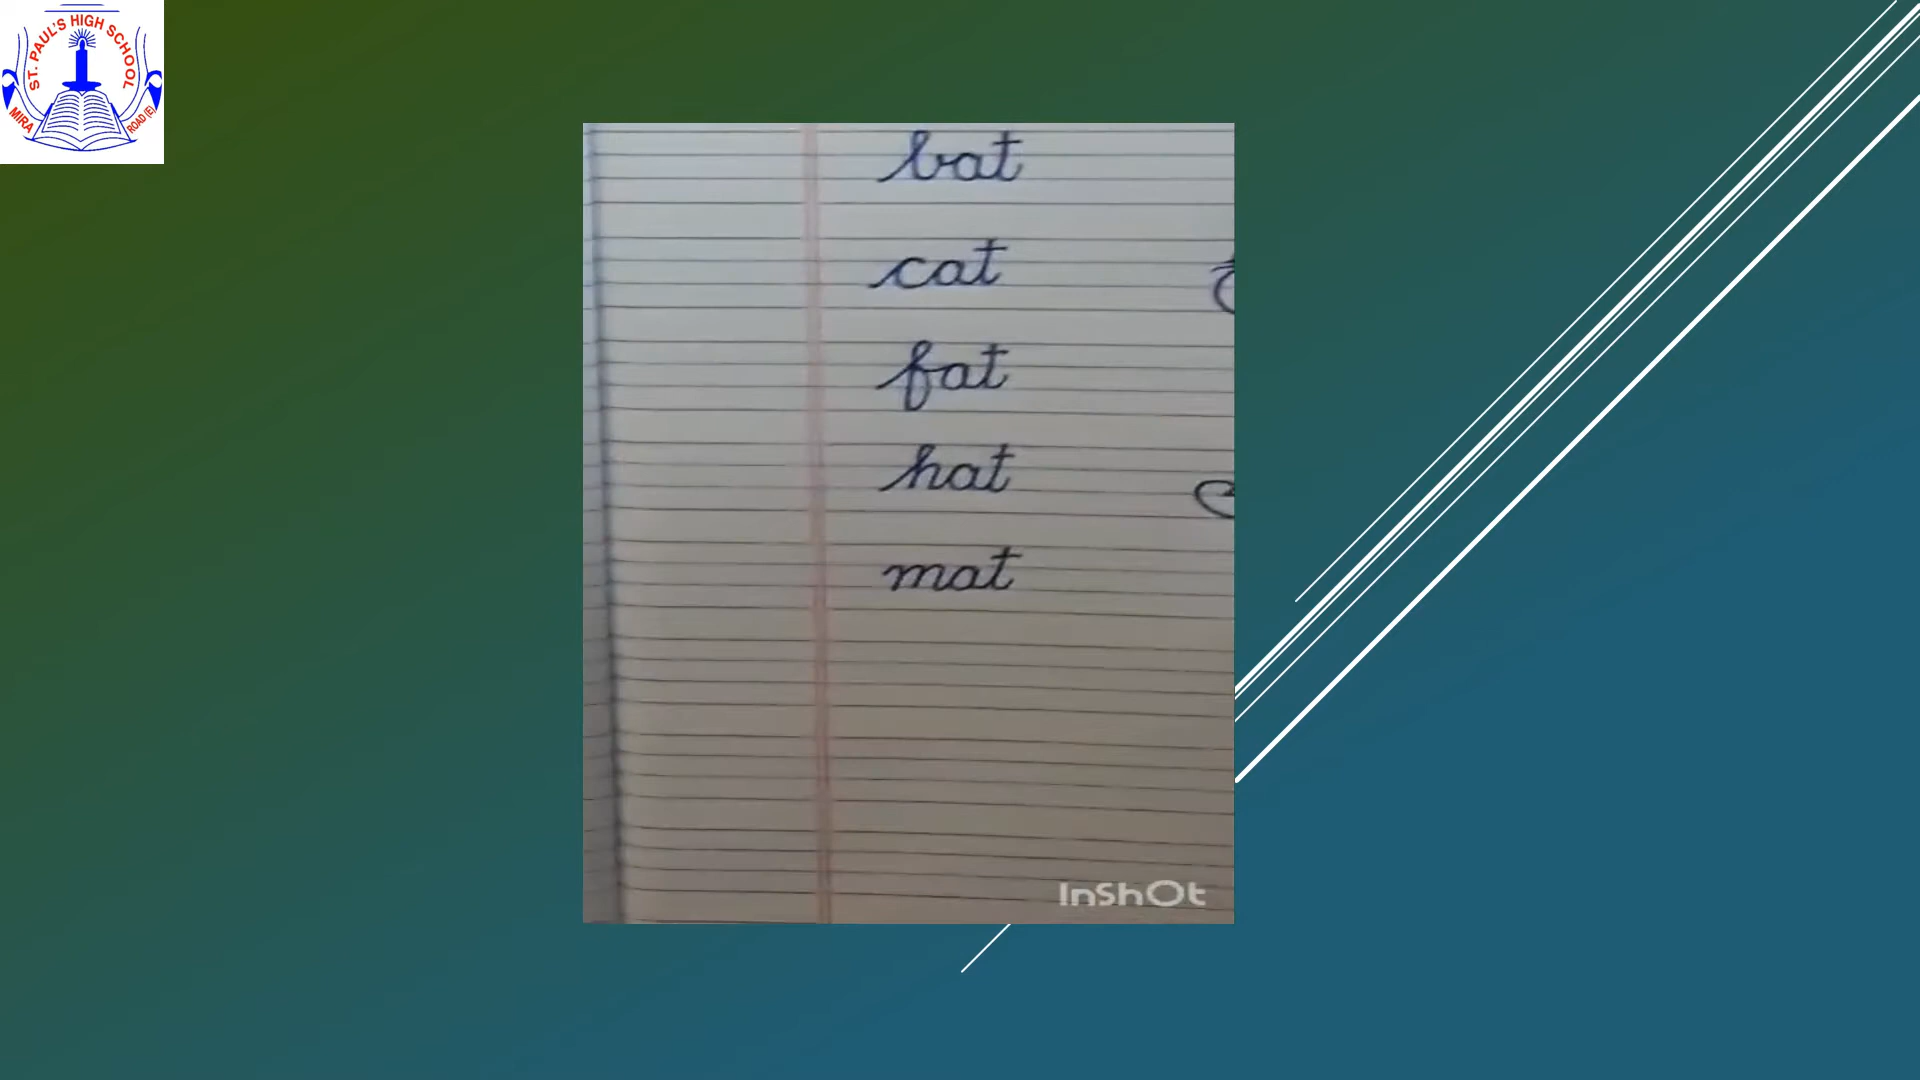 ST. PAUL'S HIGH SCHOOL
MIRA ROAD (E)
bat
cat
fat
hat
mat
InShOt